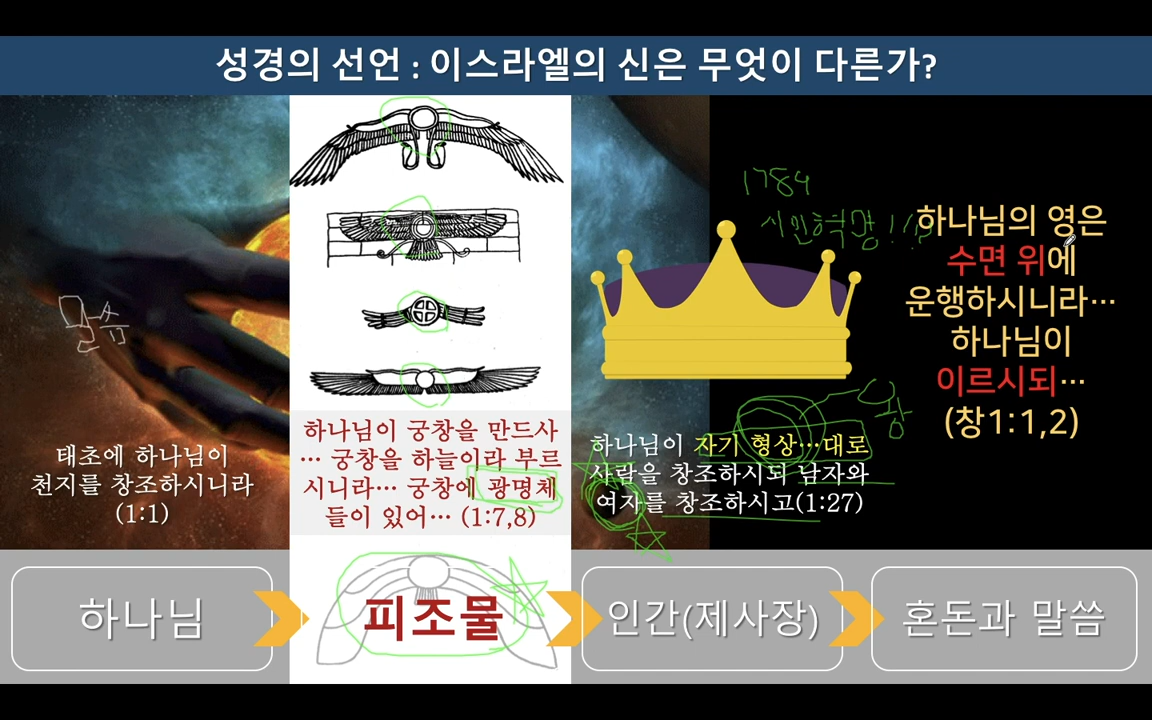 성경의 선언 : 이스라엘의 신은 무엇이 다른가?
말씀
태초에 하나님이
천지를 창조하시니라
(1:1)
하나님이 궁창을 만드사
… 궁창을 하늘이라 부르
시니라… 궁창에 광명체
들이 있어… (1:7,8)
1789
시민혁명!!
왕
하나님이 자기 형상…대로
사람을 창조하시되 남자와
여자를 창조하시고(1:27)
하나님의 영은
수면 위에
운행하시니라…
하나님이
이르시되…
(창1:1,2)
하나님
피조물
인간(제사장)
혼돈과 말씀